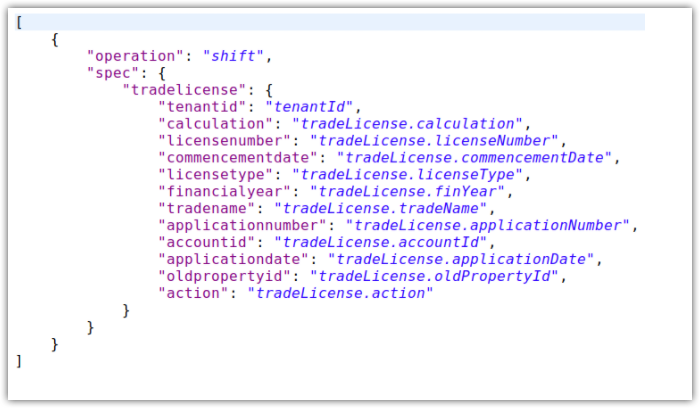 [
    {
        "operation": "shift",
        "spec": {
            "tradelicense": {
                "tenantid": "tenantId",
                "calculation": "tradeLicense.calculation",
                "licensenumber": "tradeLicense.licenseNumber",
                "commencementdate": "tradeLicense.commencementDate",
                "licensetype": "tradeLicense.licenseType",
                "financialyear": "tradeLicense.finYear",
                "tradename": "tradeLicense.tradeName",
                "applicationnumber": "tradeLicense.applicationNumber",
                "accountid": "tradeLicense.accountId",
                "applicationdate": "tradeLicense.applicationDate",
                "oldpropertyid": "tradeLicense.oldPropertyId",
                "action": "tradeLicense.action"
            }
        }
    }
]